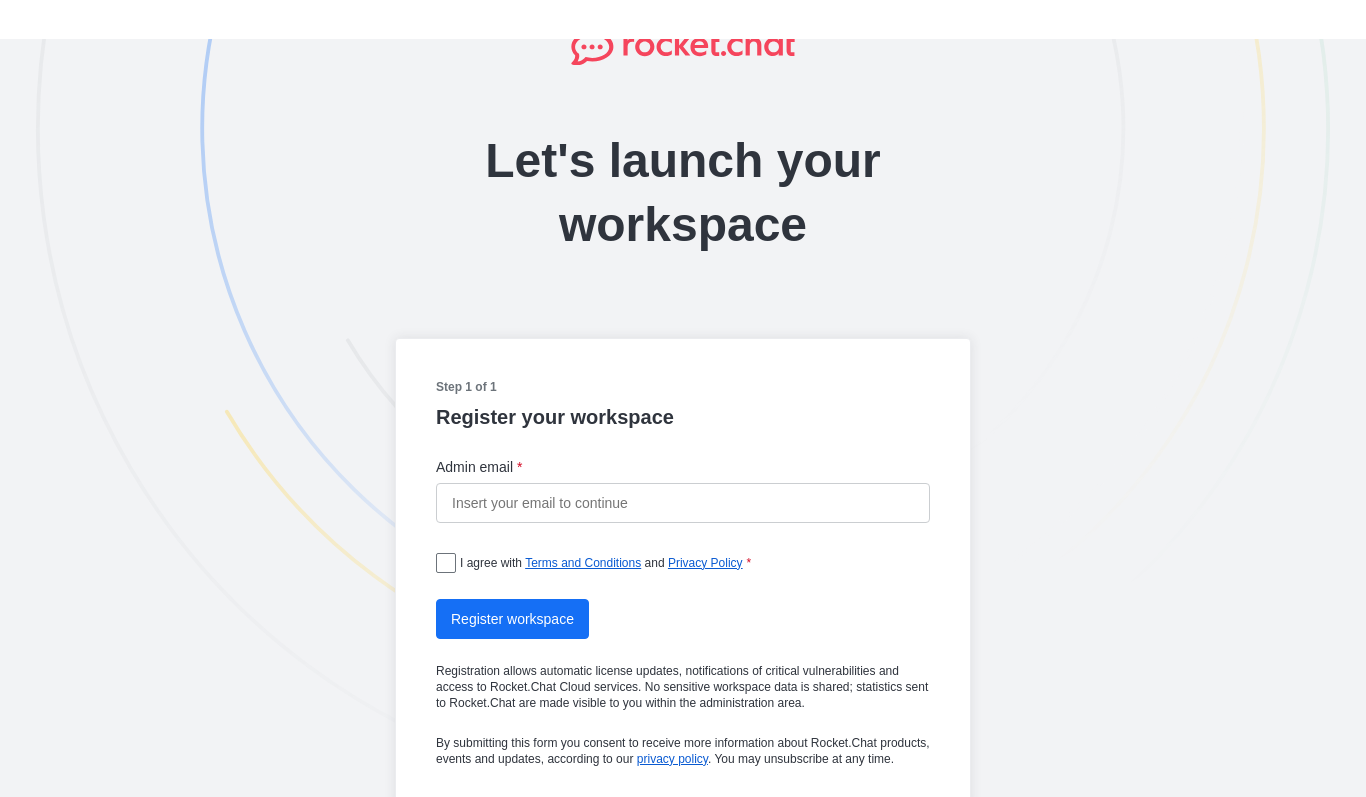 rocket.chat
Let's launch your
workspace
Step 1 of 1
Register your workspace
Admin email *
Insert your email to continue
I agree with Terms and Conditions and Privacy Policy *
Register workspace
Registration allows automatic license updates, notifications of critical vulnerabilities and
access to Rocket.Chat Cloud services. No sensitive workspace data is shared; statistics sent
to Rocket.Chat are made visible to you within the administration area.
By submitting this form you consent to receive more information about Rocket.Chat products,
events and updates, according to our privacy policy. You may unsubscribe at any time.